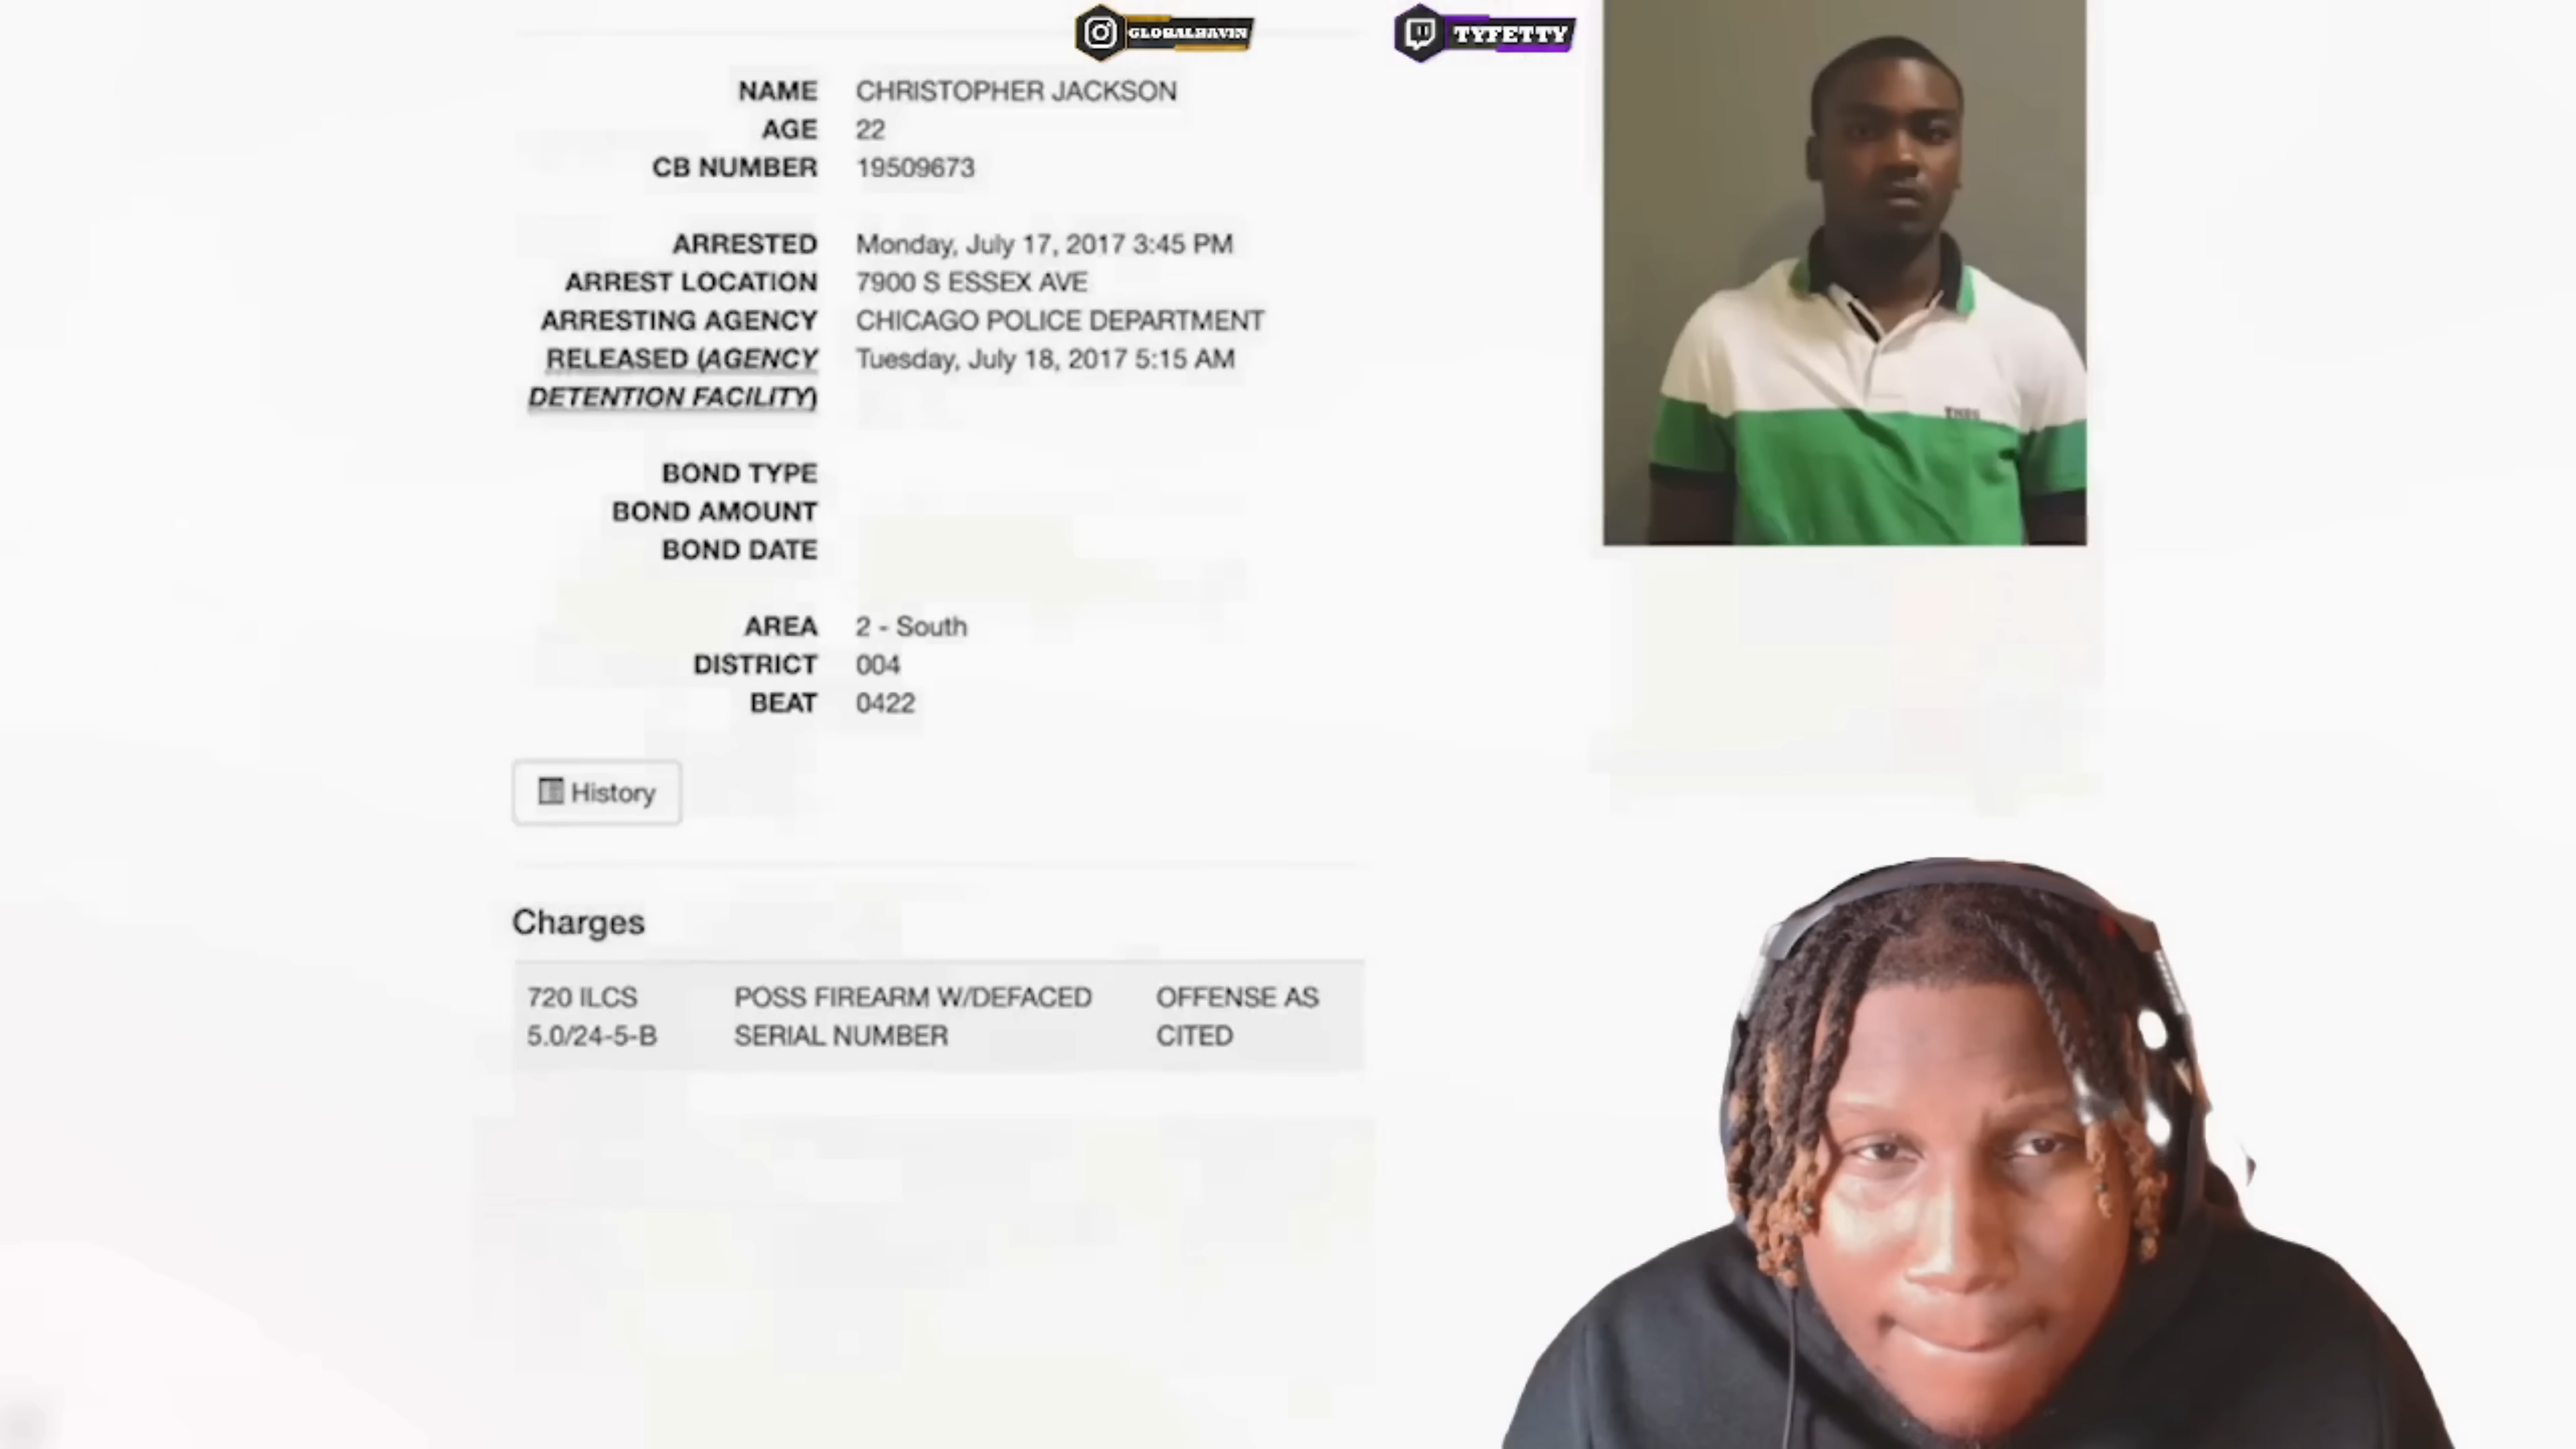 GLOBALHAVIN
TYFETTY
NAME CHRISTOPHER JACKSON
AGE 22
CB NUMBER 19509673
ARRESTED Monday, July 17, 2017 3:45 PM
ARREST LOCATION 7900 S ESSEX AVE
ARRESTING AGENCY CHICAGO POLICE DEPARTMENT
RELEASED (AGENCY Tuesday, July 18, 2017 5:15 AM
DETENTION FACILITY)
BOND TYPE
BOND AMOUNT
BOND DATE
AREA 2 - South
DISTRICT 004
BEAT 0422
History
Charges
720 ILCS POSS FIREARM W/DEFACED OFFENSE AS
5.0/24-5-B SERIAL NUMBER CITED